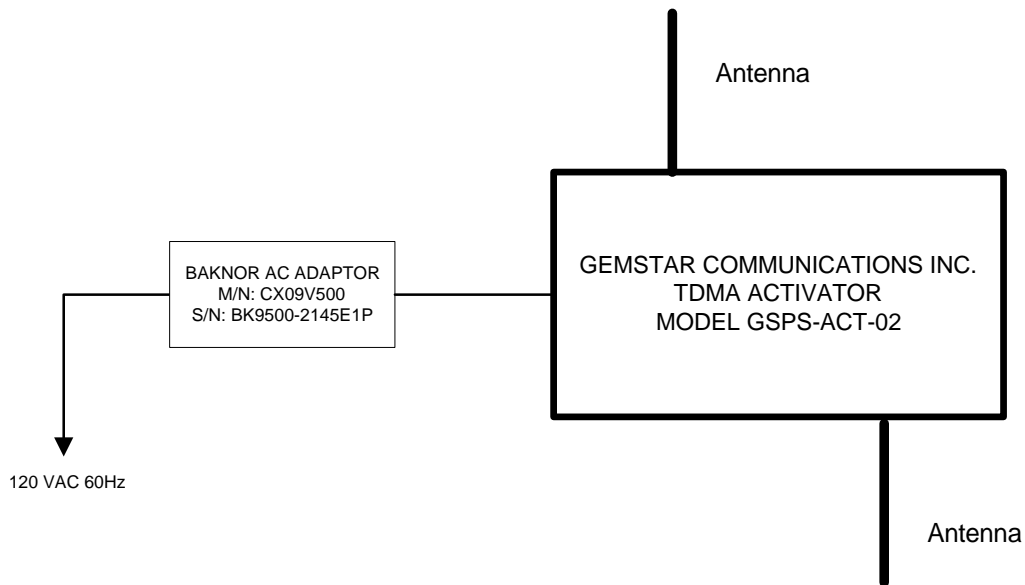 Antenna
BAKNOR AC ADAPTOR
M/N: CX09V500
S/N: BK9500-2145E1P
GEMSTAR COMMUNICATIONS INC.
TDMA ACTIVATOR
MODEL GSPS-ACT-02
120 VAC 60Hz
Antenna